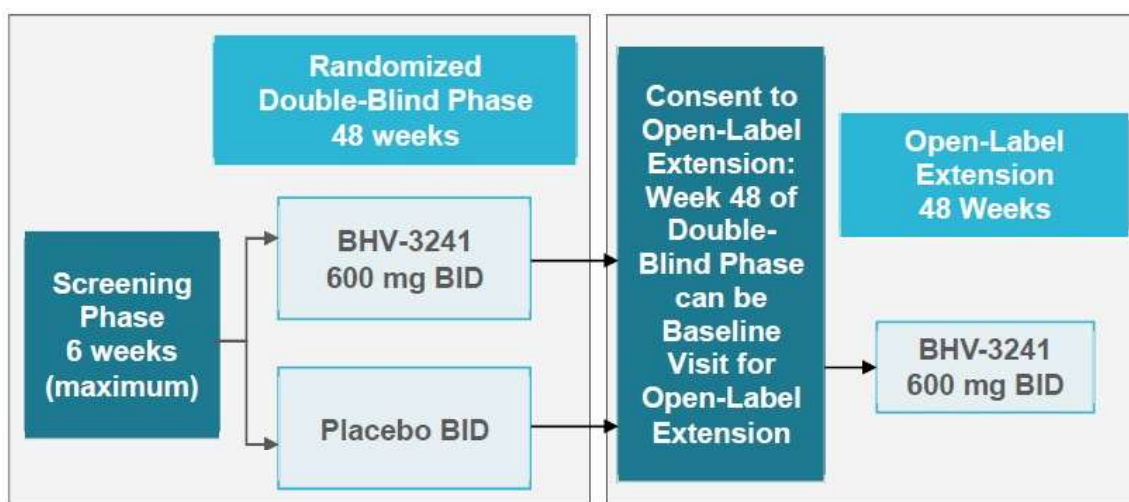 Randomized
Double-Blind Phase
48 weeks
Screening
Phase
6 weeks
(maximum)
BHV-3241
600 mg BID
Placebo BID
Consent to
Open-Label
Extension:
Week 48 of
Double-
Blind Phase
can be
Baseline
Visit for
Open-Label
Extension
Open-Label
Extension
48 Weeks
BHV-3241
600 mg BID